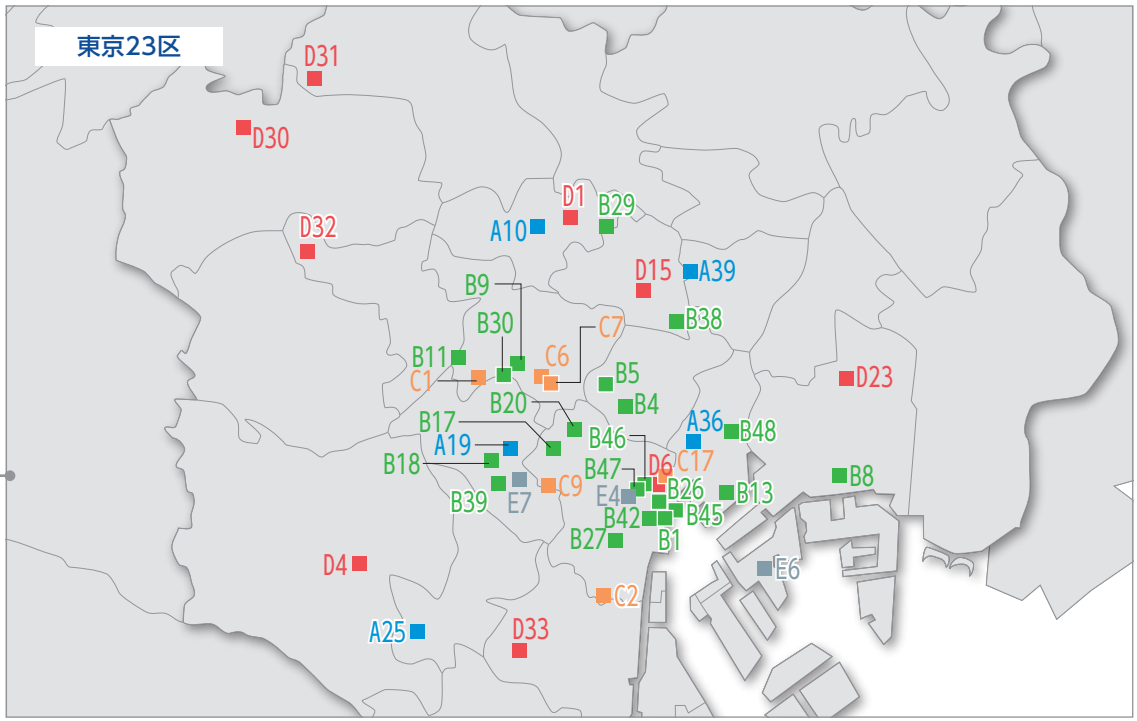 東京23区
D31
D30
D1
B29
A10
D32
D15
A39
B9
B30
C7
B38
B11
C6
C1
B5
D23
B20
B4
B17
A36
B48
A19
B46
B18
D6
C17
B47
B8
B39
E7
C9
E4
B26
B13
B42
B45
B27
B1
D4
E6
C2
A25
D33